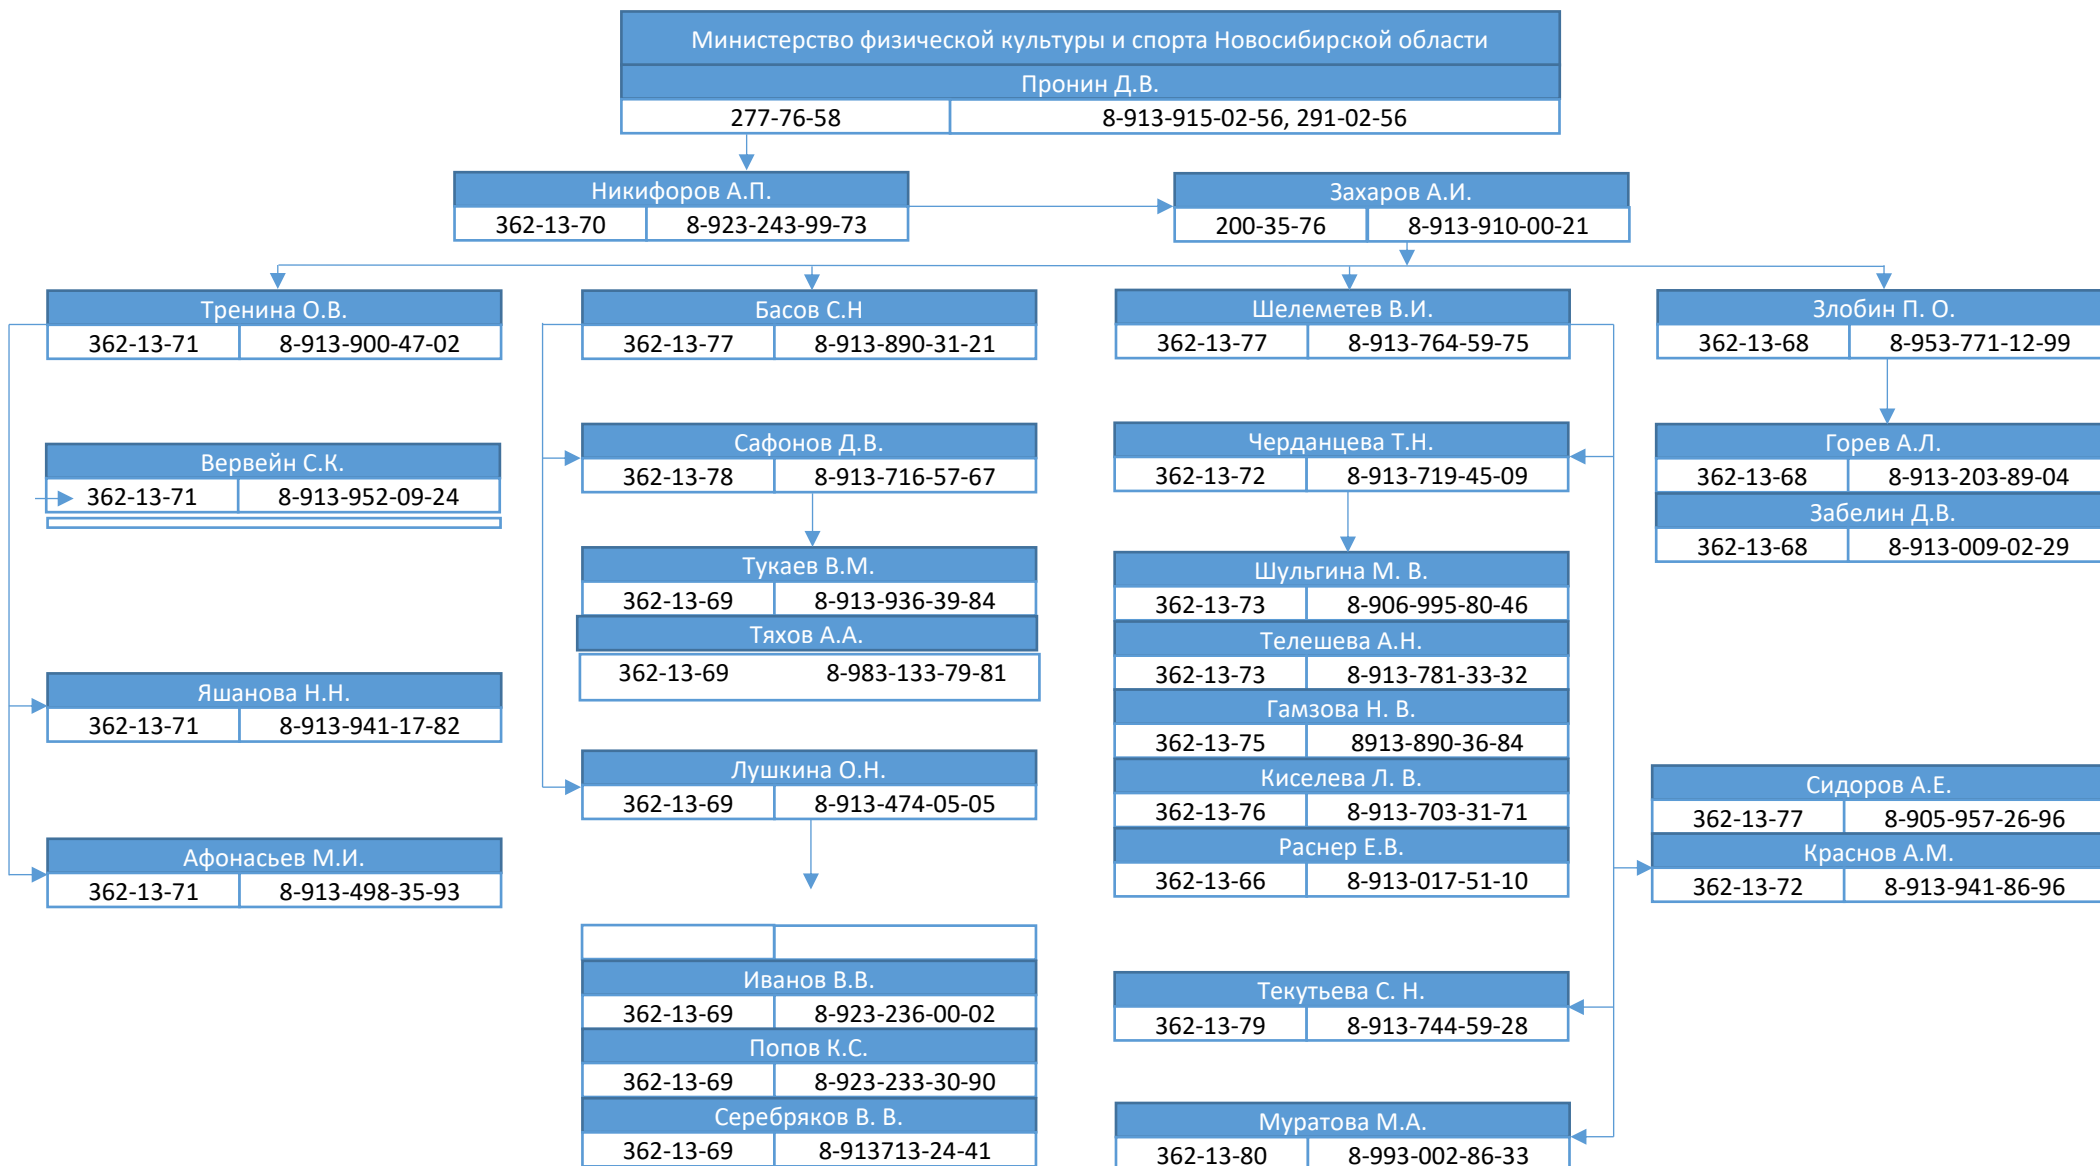 Министерство физической культуры и спорта Новосибирской области
Пронин Д.В.
277-76-58 8-913-915-02-56, 291-02-56
Никифоров А.П.
362-13-70 8-923-243-99-73
Захаров А.И.
200-35-76 8-913-910-00-21
Тренина О.В.
362-13-71 8-913-900-47-02
Вервейн С.К.
362-13-71 8-913-952-09-24
Яшанова Н.Н.
362-13-71 8-913-941-17-82
Афонасьев М.И.
362-13-71 8-913-498-35-93
Басов С.Н
362-13-77 8-913-890-31-21
Сафонов Д.В.
362-13-78 8-913-716-57-67
Тукаев В.М.
362-13-69 8-913-936-39-84
Тяхов А.А.
362-13-69 8-983-133-79-81
Лушкина О.Н.
362-13-69 8-913-474-05-05
Иванов В.В.
362-13-69 8-923-236-00-02
Попов К.С.
362-13-69 8-923-233-30-90
Серебряков В. В.
362-13-69 8-913713-24-41
Шелеметев В.И.
362-13-77 8-913-764-59-75
Черданцева Т.Н.
362-13-72 8-913-719-45-09
Шульгина М. В.
362-13-73 8-906-995-80-46
Телешева А.Н.
362-13-73 8-913-781-33-32
Гамзова Н. В.
362-13-75 8913-890-36-84
Киселева Л. В.
362-13-76 8-913-703-31-71
Раснер Е.В.
362-13-66 8-913-017-51-10
Текутьева С. Н.
362-13-79 8-913-744-59-28
Муратова М.А.
362-13-80 8-993-002-86-33
Злобин П. О.
362-13-68 8-953-771-12-99
Горев А.Л.
362-13-68 8-913-203-89-04
Забелин Д.В.
362-13-68 8-913-009-02-29
Сидоров А.Е.
362-13-77 8-905-957-26-96
Краснов А.М.
362-13-72 8-913-941-86-96